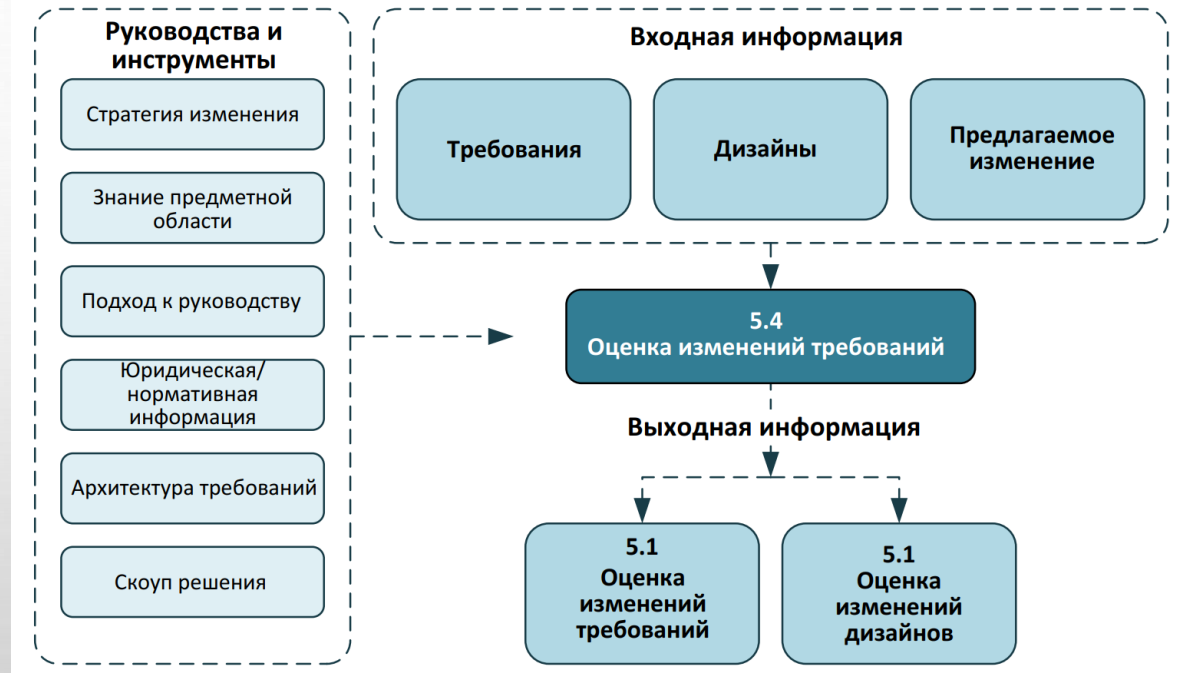 Руководства и
инструменты
Стратегия изменения
Знание предметной
области
Подход к руководству
Юридическая/
нормативная
информация
Архитектура требований
Скоуп решения
Входная информация
Требования
Дизайны
Предлагаемое
изменение
5.4
Оценка изменений требований
Выходная информация
5.1
Оценка
изменений
требований
5.1
Оценка
изменений
дизайнов